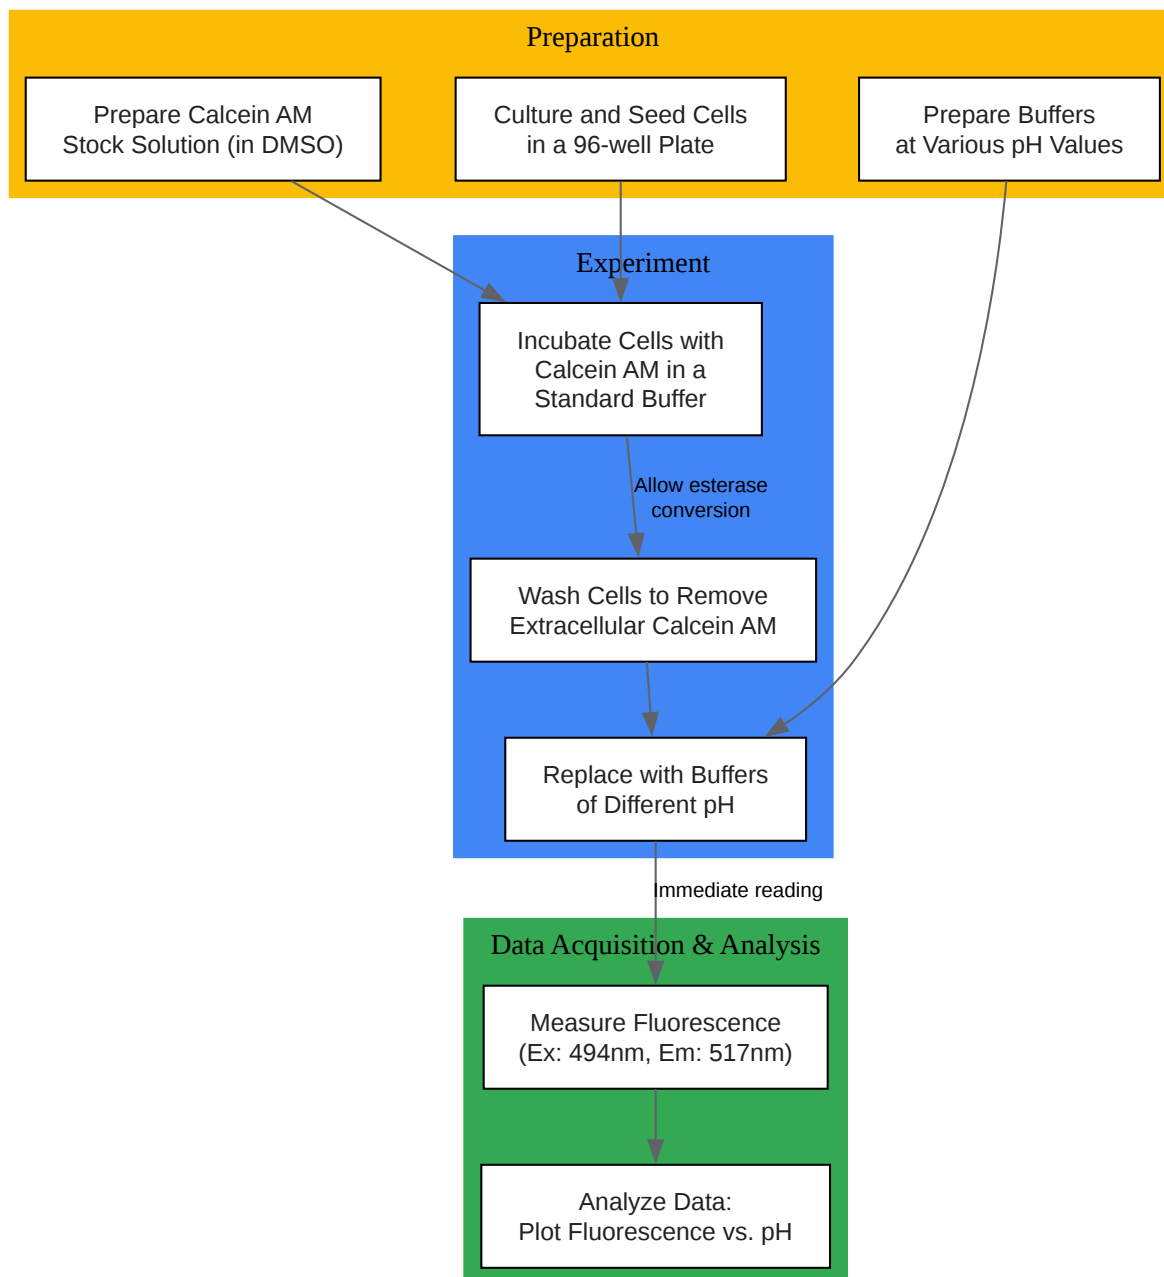 Preparation
Prepare Calcein AM
Stock Solution (in DMSO)
Culture and Seed Cells
in a 96-well Plate
Prepare Buffers
at Various pH Values
Experiment
Incubate Cells with
Calcein AM in a
Standard Buffer
Allow esterase
conversion
Wash Cells to Remove
Extracellular Calcein AM
Replace with Buffers
of Different pH
Immediate reading
Data Acquisition & Analysis
Measure Fluorescence
(Ex: 494nm, Em: 517nm)
Analyze Data:
Plot Fluorescence vs. pH